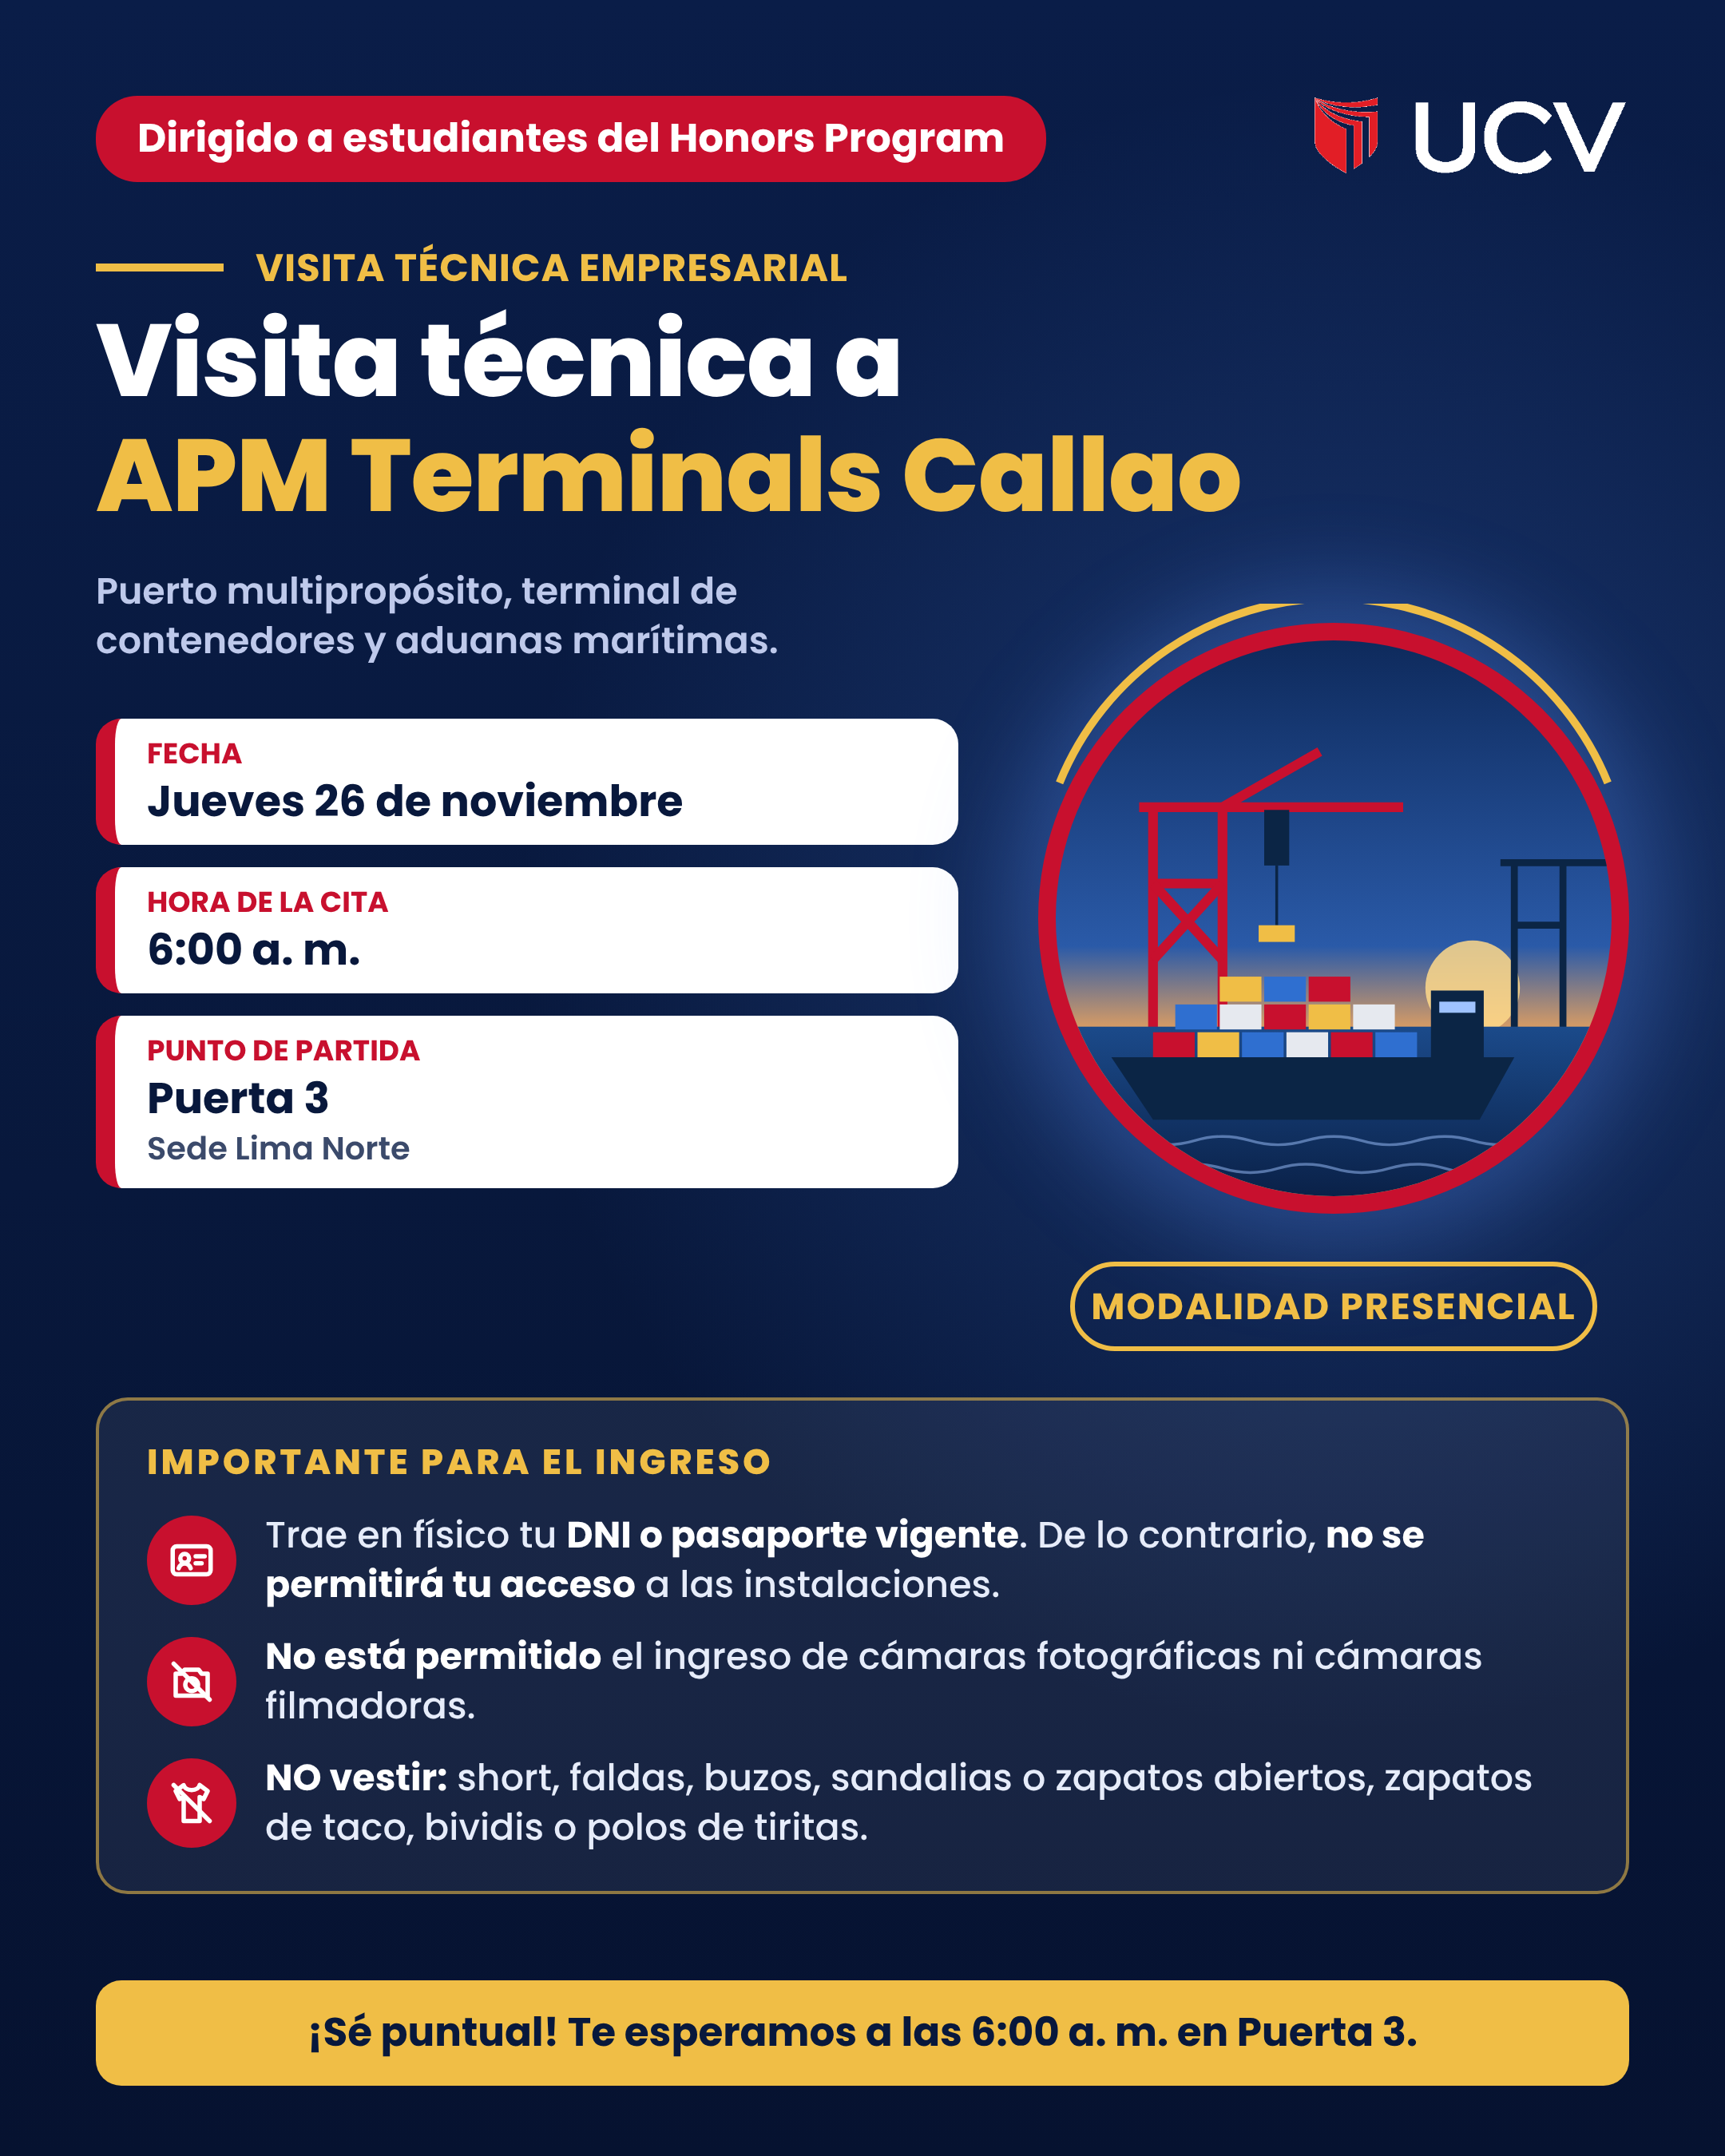 Dirigido a estudiantes del Honors Program
UCV
VISITA TÉCNICA EMPRESARIAL
Visita técnica a
APM Terminals Callao
Puerto multipropósito, terminal de
contenedores y aduanas marítimas.
FECHA
Jueves 26 de noviembre
HORA DE LA CITA
6:00 a. m.
PUNTO DE PARTIDA
Puerta 3
Sede Lima Norte
MODALIDAD PRESENCIAL
IMPORTANTE PARA EL INGRESO
Trae en físico tu DNI o pasaporte vigente. De lo contrario, no se
permitirá tu acceso a las instalaciones.
No está permitido el ingreso de cámaras fotográficas ni cámaras
filmadoras.
NO vestir: short, faldas, buzos, sandalias o zapatos abiertos, zapatos
de taco, bividis o polos de tiritas.
¡Sé puntual! Te esperamos a las 6:00 a. m. en Puerta 3.